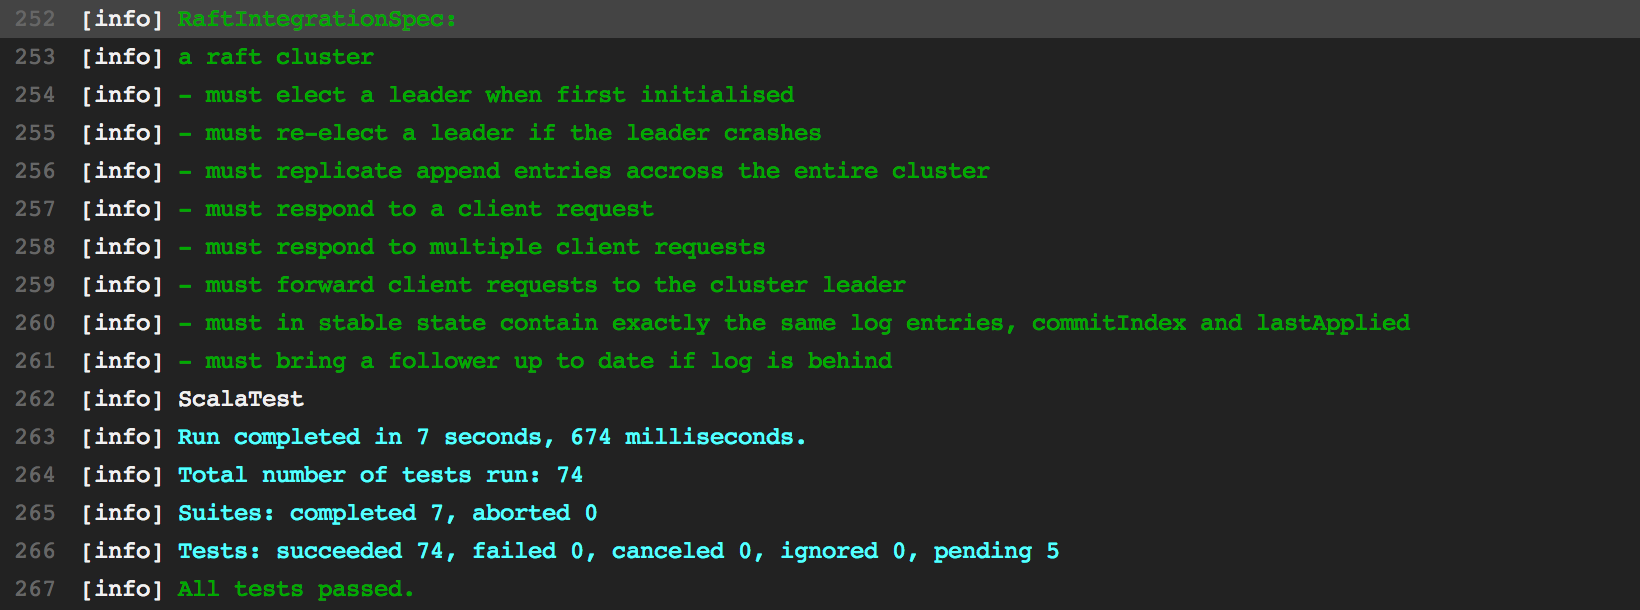 252 [info] RaftIntegrationSpec:
253 [info] a raft cluster
254 [info] - must elect a leader when first initialised
255 [info] - must re-elect a leader if the leader crashes
256 [info] - must replicate append entries accross the entire cluster
257 [info] - must respond to a client request
258 [info] - must respond to multiple client requests
259 [info] - must forward client requests to the cluster leader
260 [info] - must in stable state contain exactly the same log entries, commitIndex and lastApplied
261 [info] - must bring a follower up to date if log is behind
262 [info] ScalaTest
263 [info] Run completed in 7 seconds, 674 milliseconds.
264 [info] Total number of tests run: 74
265 [info] Suites: completed 7, aborted 0
266 [info] Tests: succeeded 74, failed 0, canceled 0, ignored 0, pending 5
267 [info] All tests passed.